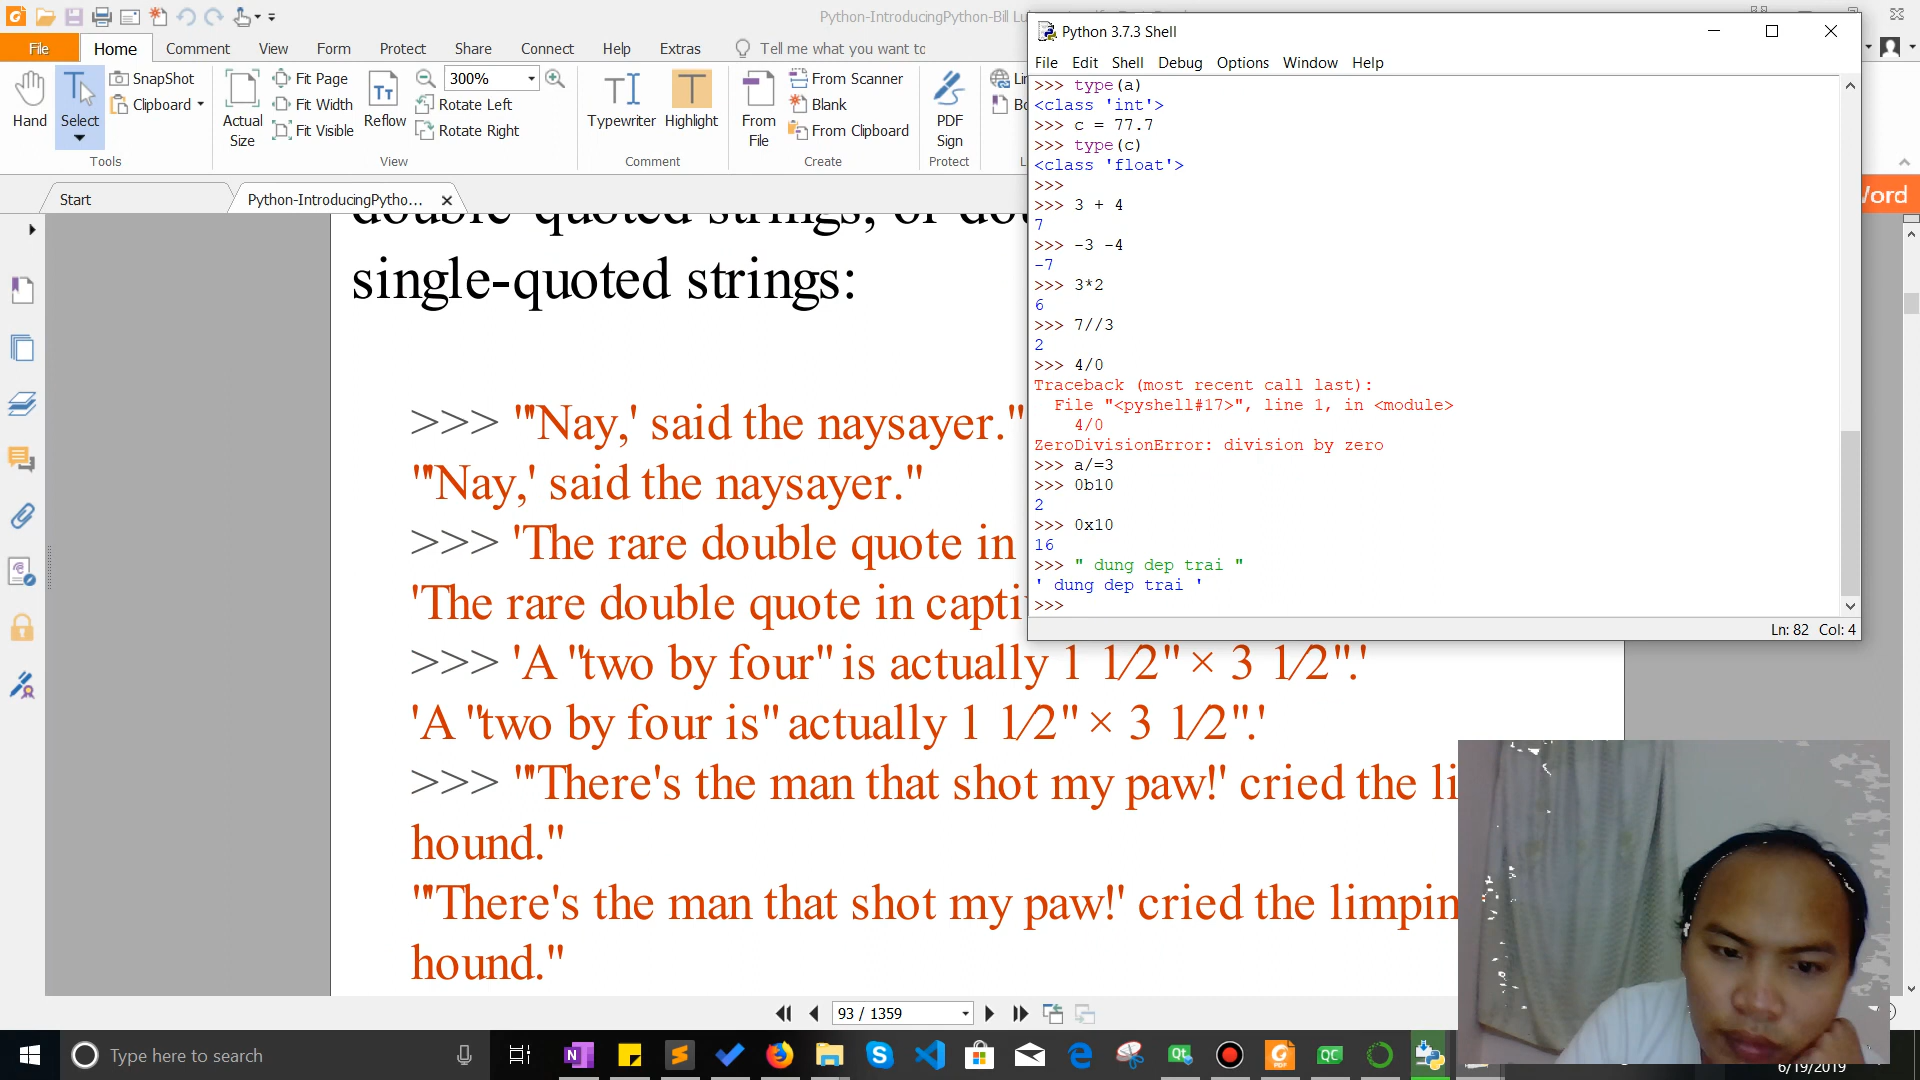 Python-IntroducingPython-Bill Lu
File
Home
Comment
View
Form
Protect
Share
Connect
Help
Extras
Tell me what you want to
Hand
Select
SnapShot
Clipboard
Tools
Actual
Size
Fit Page
Fit Width
Fit Visible
Reflow
300%
Rotate Left
Rotate Right
View
Typewriter
Highlight
Comment
From
File
From Scanner
Blank
From Clipboard
Create
PDF
Sign
Protect
Start
Python-IntroducingPytho...
double-quoted strings, or do
single-quoted strings:
>>> "'Nay,' said the naysayer."
"'Nay,' said the naysayer."
>>> 'The rare double quote in
'The rare double quote in capti
>>> 'A "two by four" is actually 1 1⁄2" × 3 1⁄2".'
'A "two by four is" actually 1 1⁄2" × 3 1⁄2".'
>>> "'There's the man that shot my paw!' cried the li
hound."
"'There's the man that shot my paw!' cried the limpin
hound."
93 / 1359
Python 3.7.3 Shell
File Edit Shell Debug Options Window Help
>>> type(a)
<class 'int'>
>>> c = 77.7
>>> type(c)
<class 'float'>
>>>
>>> 3 + 4
7
>>> -3 -4
-7
>>> 3*2
6
>>> 7//3
2
>>> 4/0
Traceback (most recent call last):
File "<pyshell#17>", line 1, in <module>
4/0
ZeroDivisionError: division by zero
>>> a/=3
>>> 0b10
2
>>> 0x10
16
>>> " dung dep trai "
' dung dep trai '
>>>
Ln: 82 Col: 4
Type here to search
6/19/2019